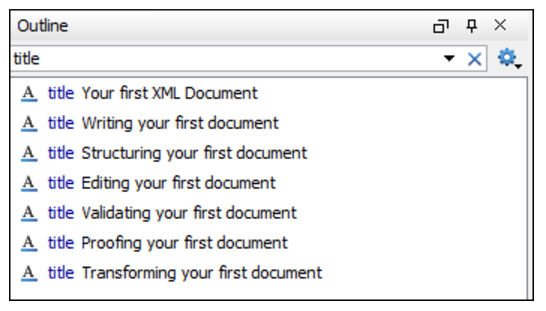 Outline
title
A title Your first XML Document
A title Writing your first document
A title Structuring your first document
A title Editing your first document
A title Validating your first document
A title Proofing your first document
A title Transforming your first document